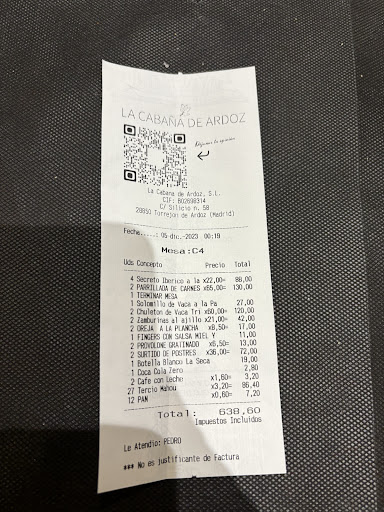 LA CABAÑA DE ARDOZ
Déjanos tu opinión
La Cabana de Ardoz, S.L.
CIF: B02698314
C/ Silicio n. 58
28850 Torrejon de Ardoz (Madrid)
Fecha.....: 05-dic.-2023 00:19
Mesa:C4
Uds Concepto Precio Total
4 Secreto Iberico a la x22,00= 88,00
2 PARRILLADA DE CARNES x65,00= 130,00
1 TERMINAR MESA
1 Solomillo de Vaca a la Pa 27,00
2 Chuleton de Vaca Tri x60,00= 120,00
2 Zamburinas al ajillo x21,00= 42,00
2 OREJA A LA PLANCHA x8,50= 17,00
1 FINGERS CON SALSA MIEL Y 11,00
2 PROVOLONE GRATINADO x6,50= 13,00
2 SURTIDO DE POSTRES x36,00= 72,00
1 Botella Blanco La Seca 19,00
1 Coca Cola Zero 2,80
2 Cafe con Leche x1,60= 3,20
27 Tercio Mahou x3,20= 86,40
12 PAN x0,60= 7,20
Total: 638,60
Impuestos Incluidos
Le Atendio: PEDRO
*** No es justificante de Factura